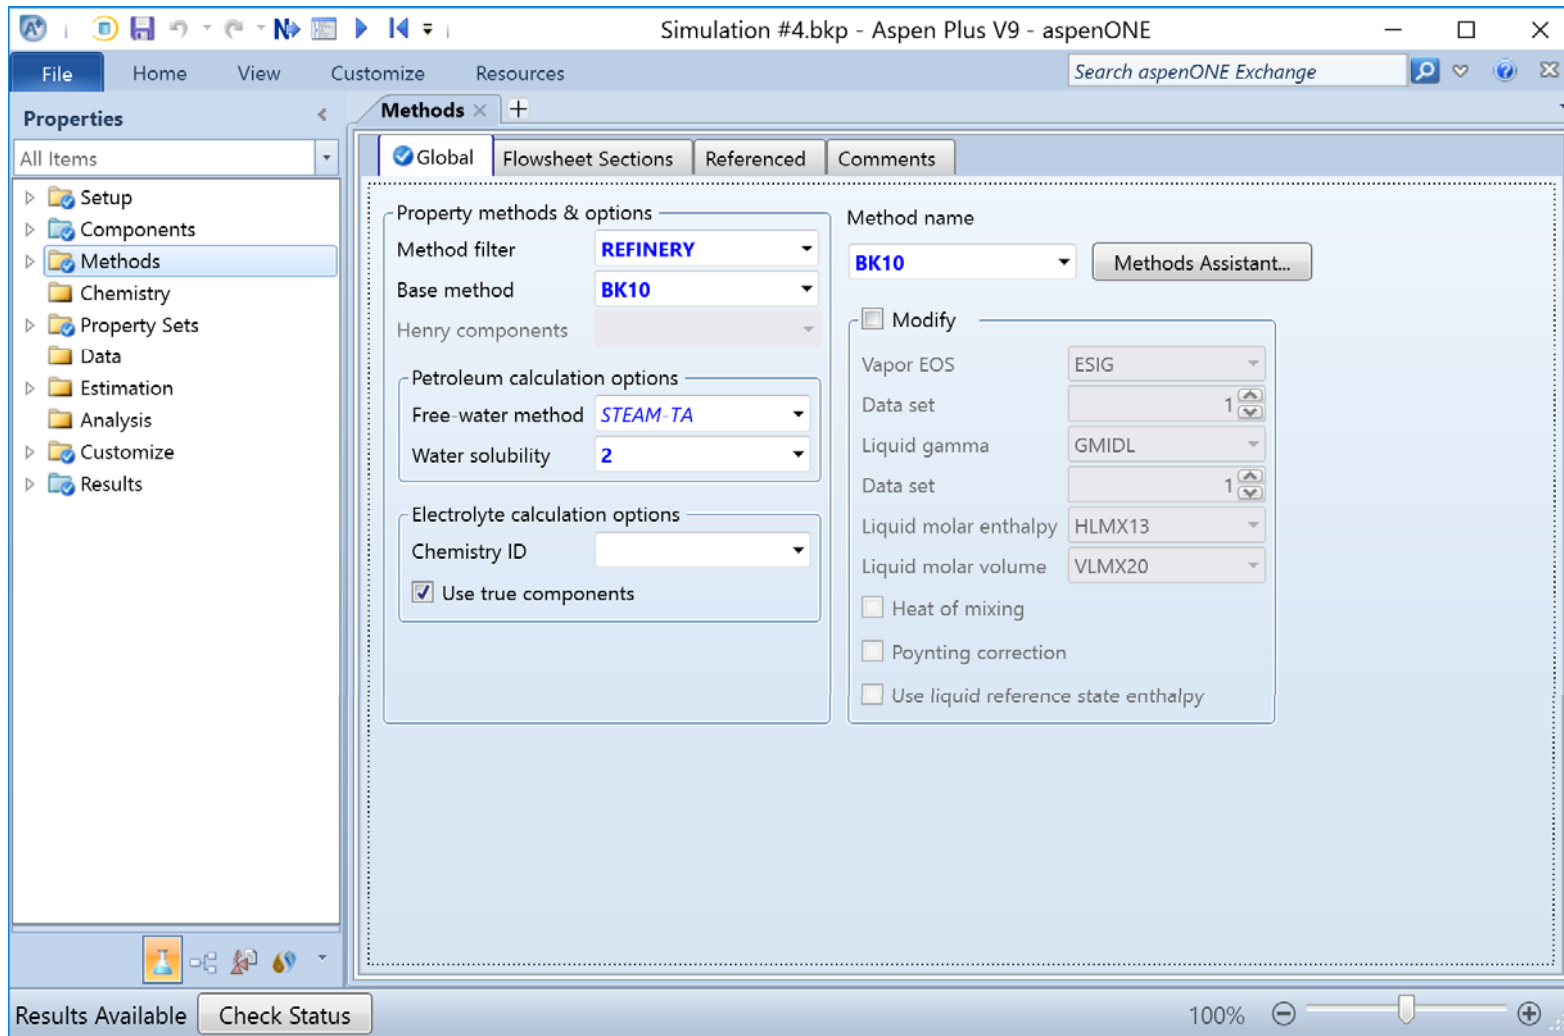 Simulation #4.bkp - Aspen Plus V9 - aspenONE
File Home View Customize Resources Search aspenONE Exchange
Properties
All Items
Setup
Components
Methods
Chemistry
Property Sets
Data
Estimation
Analysis
Customize
Results
Methods
Global Flowsheet Sections Referenced Comments
Property methods & options
Method filter REFINERY
Base method BK10
Henry components
Petroleum calculation options
Free-water method STEAM-TA
Water solubility 2
Electrolyte calculation options
Chemistry ID
Use true components
Method name
BK10 Methods Assistant...
Modify
Vapor EOS ESIG
Data set 1
Liquid gamma GMIDL
Data set 1
Liquid molar enthalpy HLMX13
Liquid molar volume VLMX20
Heat of mixing
Poynting correction
Use liquid reference state enthalpy
Results Available Check Status 100%